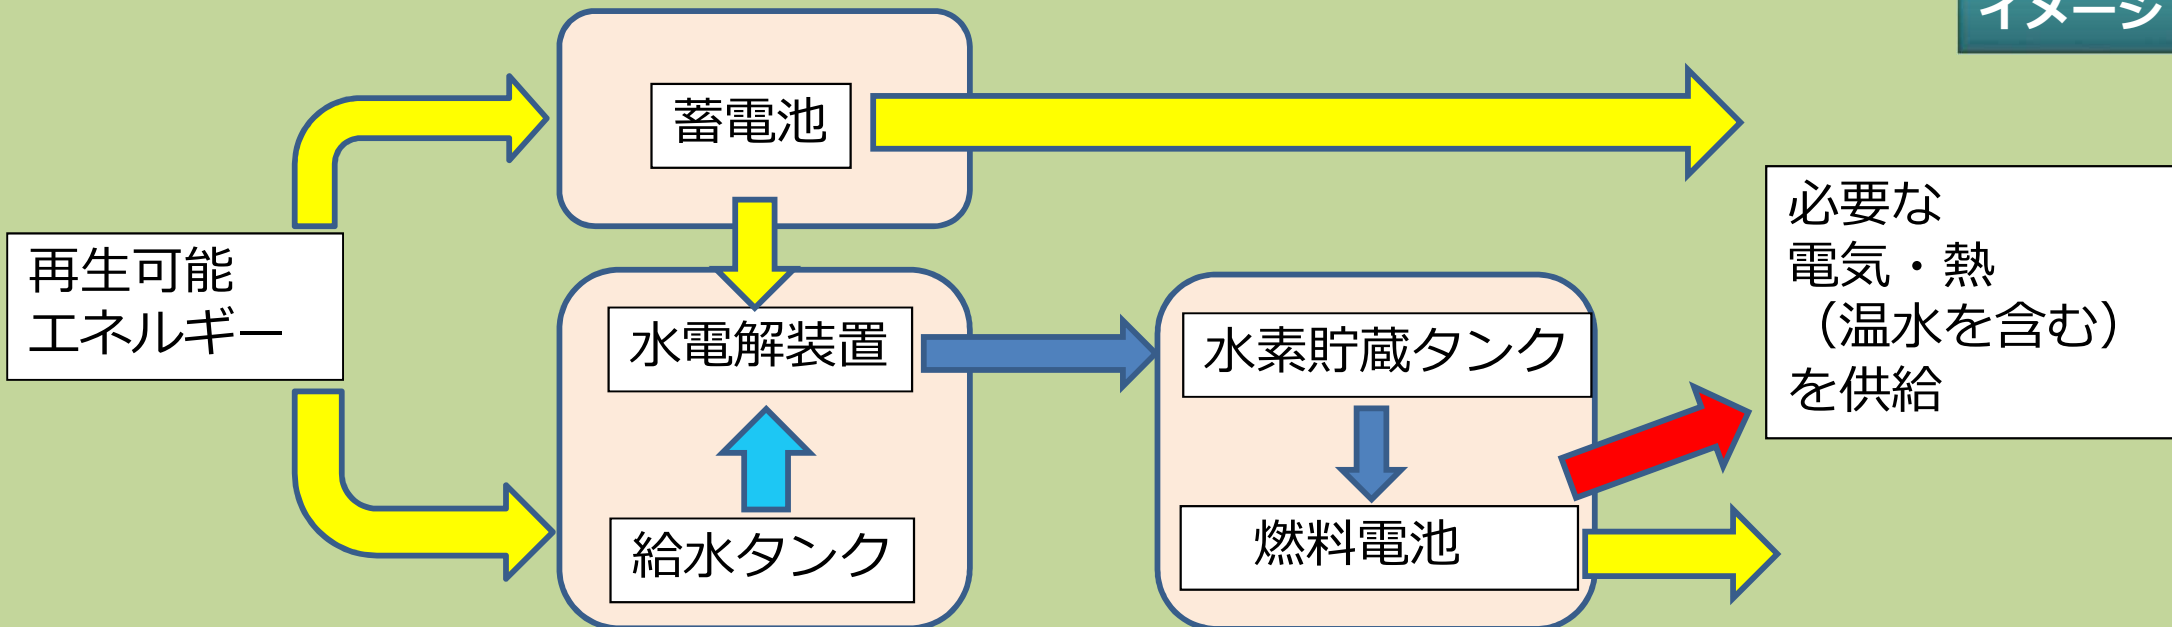 イメージ
蓄電池
再生可能
エネルギー
水電解装置
給水タンク
水素貯蔵タンク
燃料電池
必要な
電気・熱
（温水を含む）
を供給